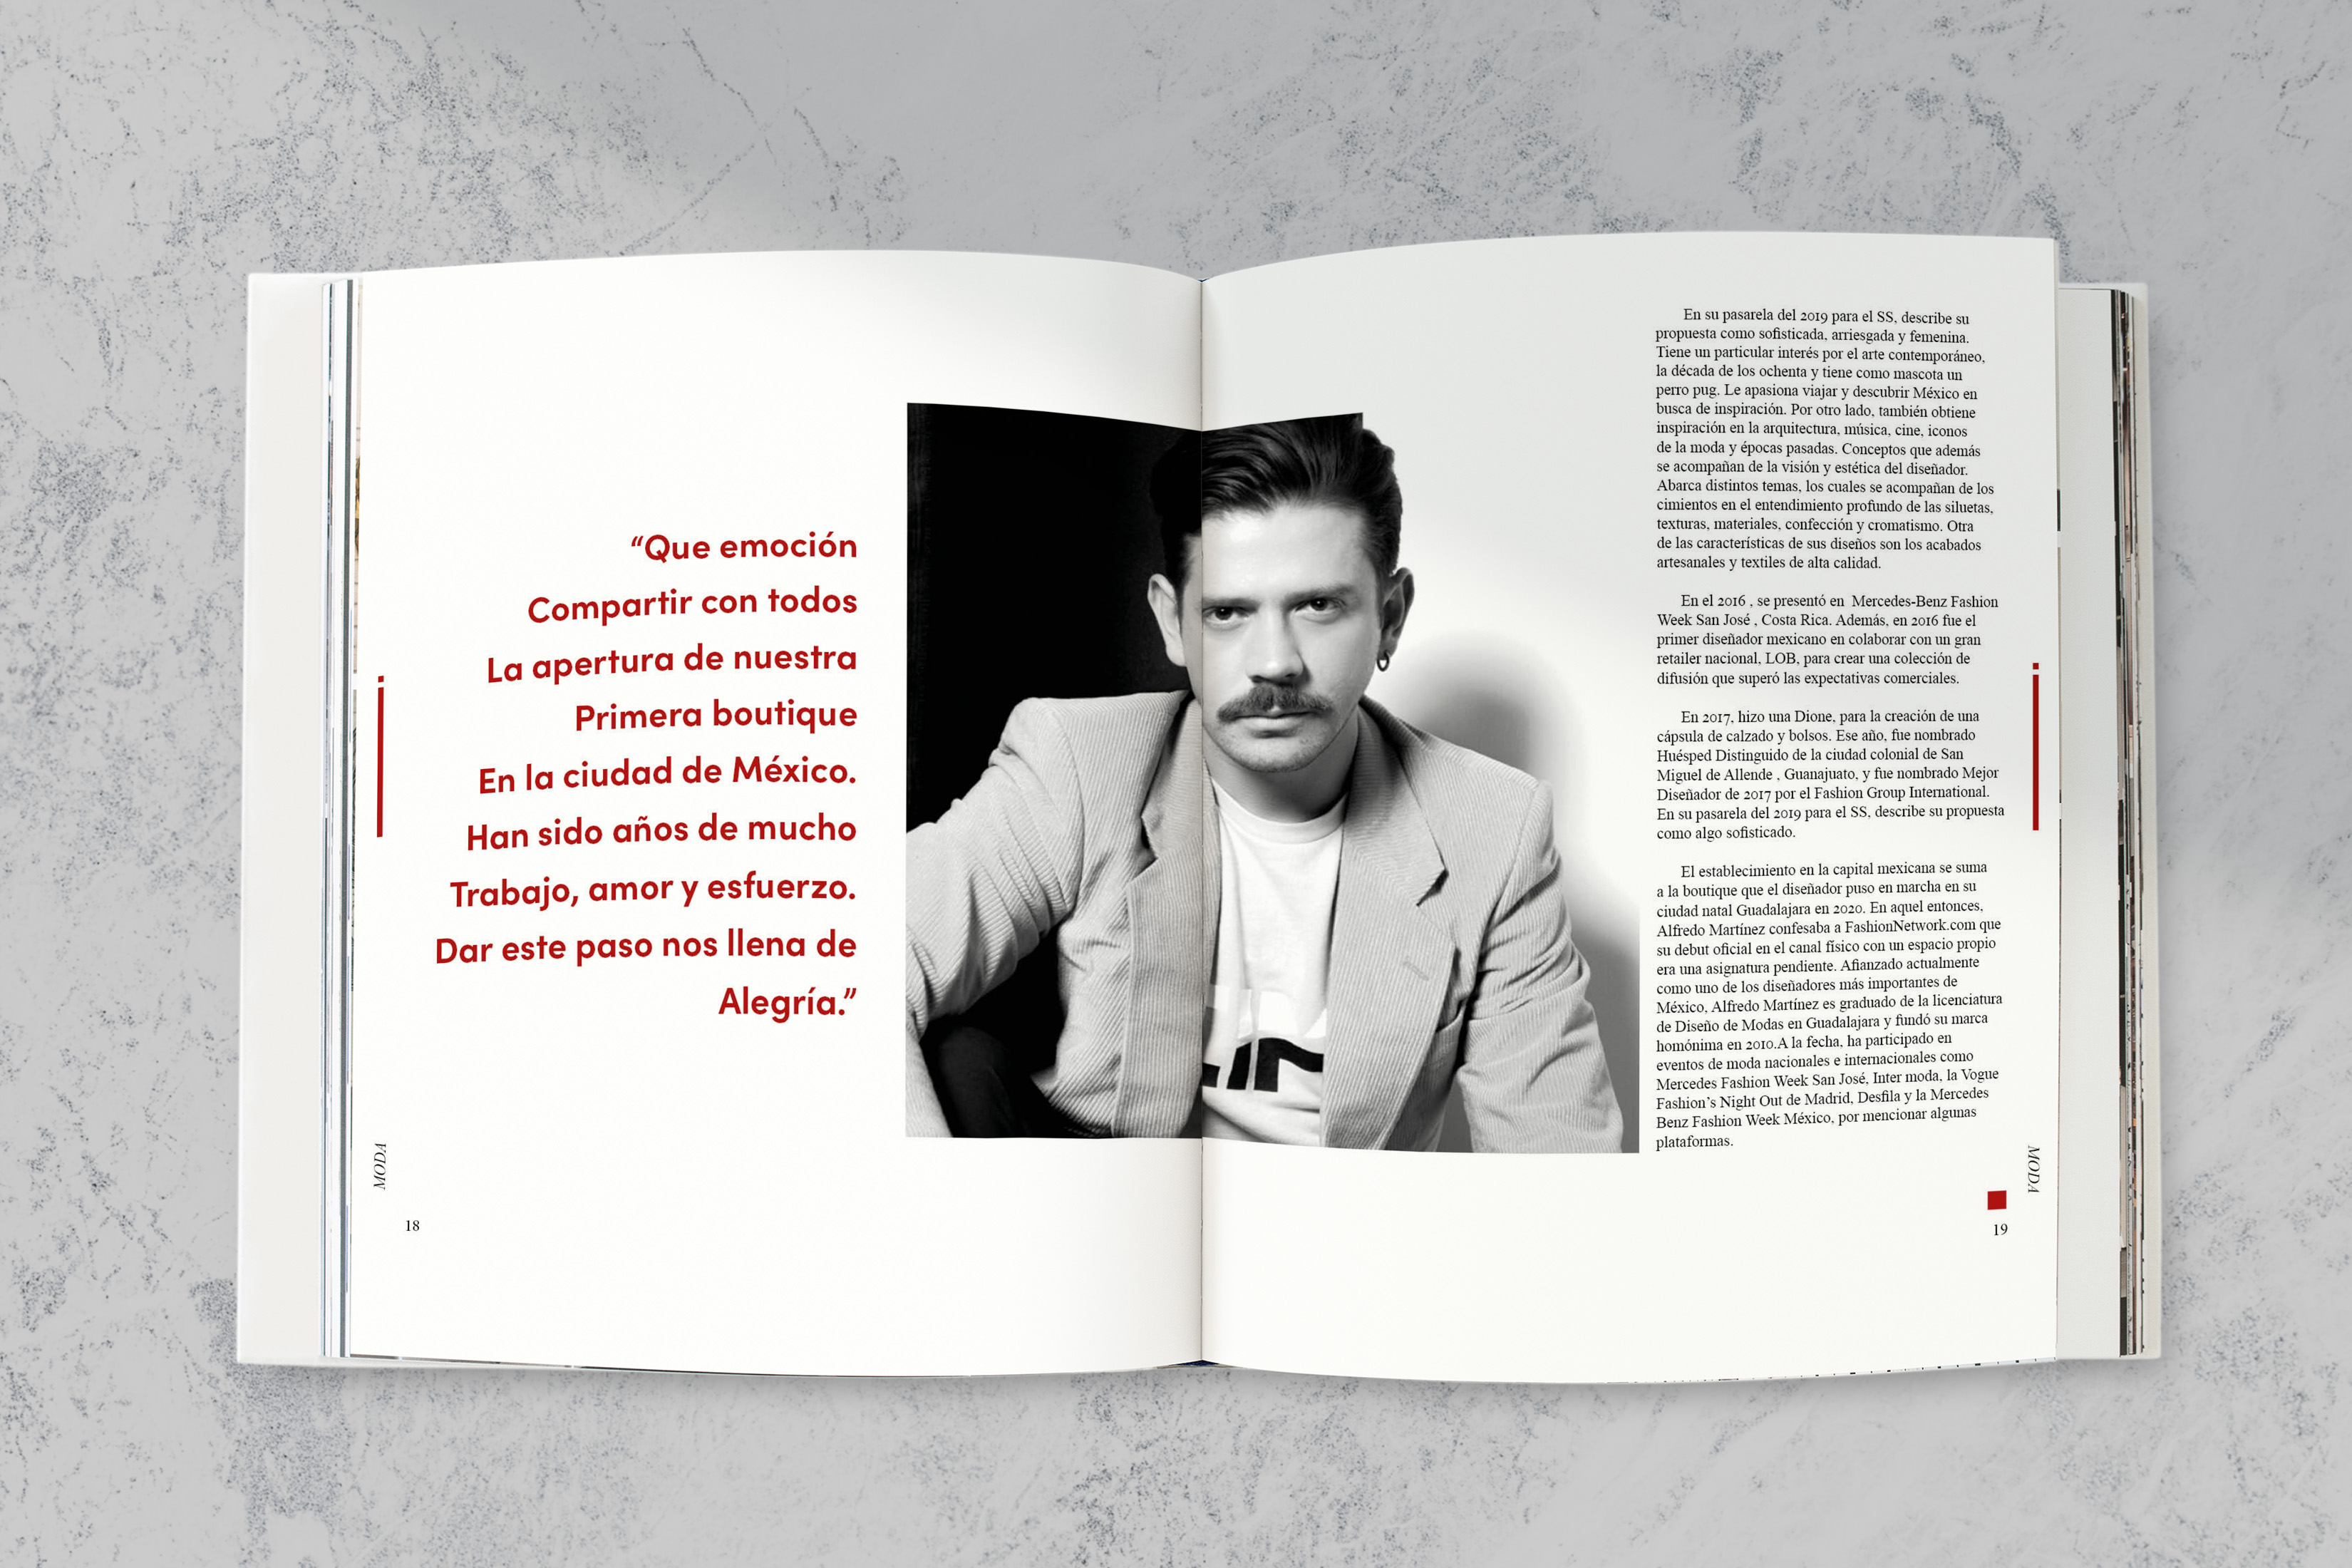 “Que emoción
Compartir con todos
La apertura de nuestra
Primera boutique
En la ciudad de México.
Han sido años de mucho
Trabajo, amor y esfuerzo.
Dar este paso nos llena de
Alegría.”
MODA
18
En su pasarela del 2019 para el SS, describe su
propuesta como sofisticada, arriesgada y femenina.
Tiene un particular interés por el arte contemporáneo,
la década de los ochenta y tiene como mascota un
perro pug. Le apasiona viajar y descubrir México en
busca de inspiración. Por otro lado, también obtiene
inspiración en la arquitectura, música, cine, iconos
de la moda y épocas pasadas. Conceptos que además
se acompañan de la visión y estética del diseñador.
Abarca distintos temas, los cuales se acompañan de los
cimientos en el entendimiento profundo de las siluetas,
texturas, materiales, confección y cromatismo. Otra
de las características de sus diseños son los acabados
artesanales y textiles de alta calidad.
En el 2016 , se presentó en Mercedes-Benz Fashion
Week San José , Costa Rica. Además, en 2016 fue el
primer diseñador mexicano en colaborar con un gran
retailer nacional, LOB, para crear una colección de
difusión que superó las expectativas comerciales.
En 2017, hizo una Dione, para la creación de una
cápsula de calzado y bolsos. Ese año, fue nombrado
Huésped Distinguido de la ciudad colonial de San
Miguel de Allende , Guanajuato, y fue nombrado Mejor
Diseñador de 2017 por el Fashion Group International.
En su pasarela del 2019 para el SS, describe su propuesta
como algo sofisticado.
El establecimiento en la capital mexicana se suma
a la boutique que el diseñador puso en marcha en su
ciudad natal Guadalajara en 2020. En aquel entonces,
Alfredo Martínez confesaba a FashionNetwork.com que
su debut oficial en el canal físico con un espacio propio
era una asignatura pendiente. Afianzado actualmente
como uno de los diseñadores más importantes de
México, Alfredo Martínez es graduado de la licenciatura
de Diseño de Modas en Guadalajara y fundó su marca
homónima en 2010.A la fecha, ha participado en
eventos de moda nacionales e internacionales como
Mercedes Fashion Week San José, Inter moda, la Vogue
Fashion’s Night Out de Madrid, Desfila y la Mercedes
Benz Fashion Week México, por mencionar algunas
plataformas.
MODA
19